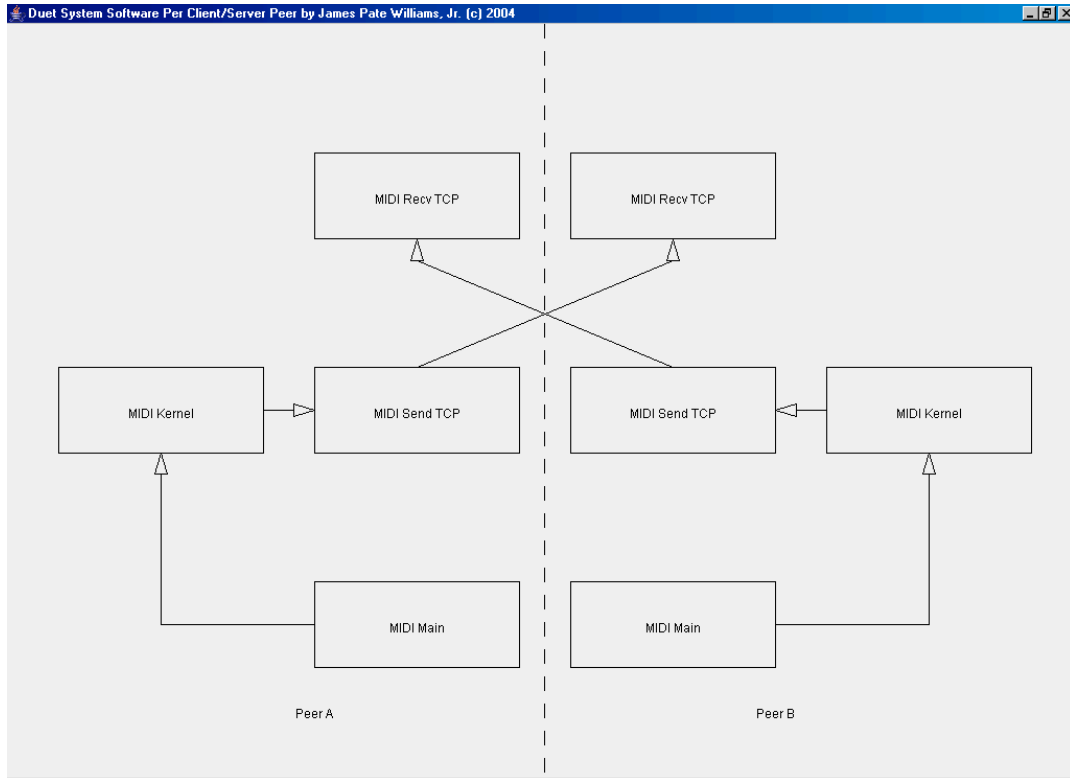 Duet System Software Per Client/Server Peer by James Pate Williams, Jr. (c) 2004
MIDI Recv TCP
MIDI Recv TCP
MIDI Kernel
MIDI Send TCP
MIDI Send TCP
MIDI Kernel
MIDI Main
MIDI Main
Peer A
Peer B